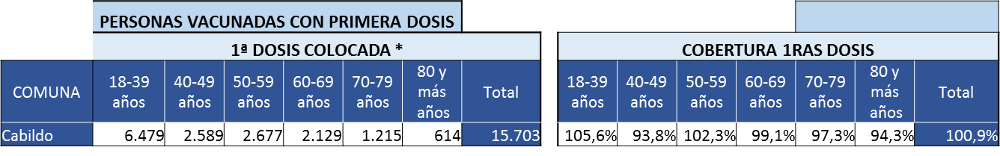 PERSONAS VACUNADAS CON PRIMERA DOSIS
1ª DOSIS COLOCADA * COBERTURA 1RAS DOSIS
COMUNA 18-39 años 40-49 años 50-59 años 60-69 años 70-79 años 80 y más años Total 18-39 años 40-49 años 50-59 años 60-69 años 70-79 años 80 y más años Total
Cabildo 6.479 2.589 2.677 2.129 1.215 614 15.703 105,6% 93,8% 102,3% 99,1% 97,3% 94,3% 100,9%